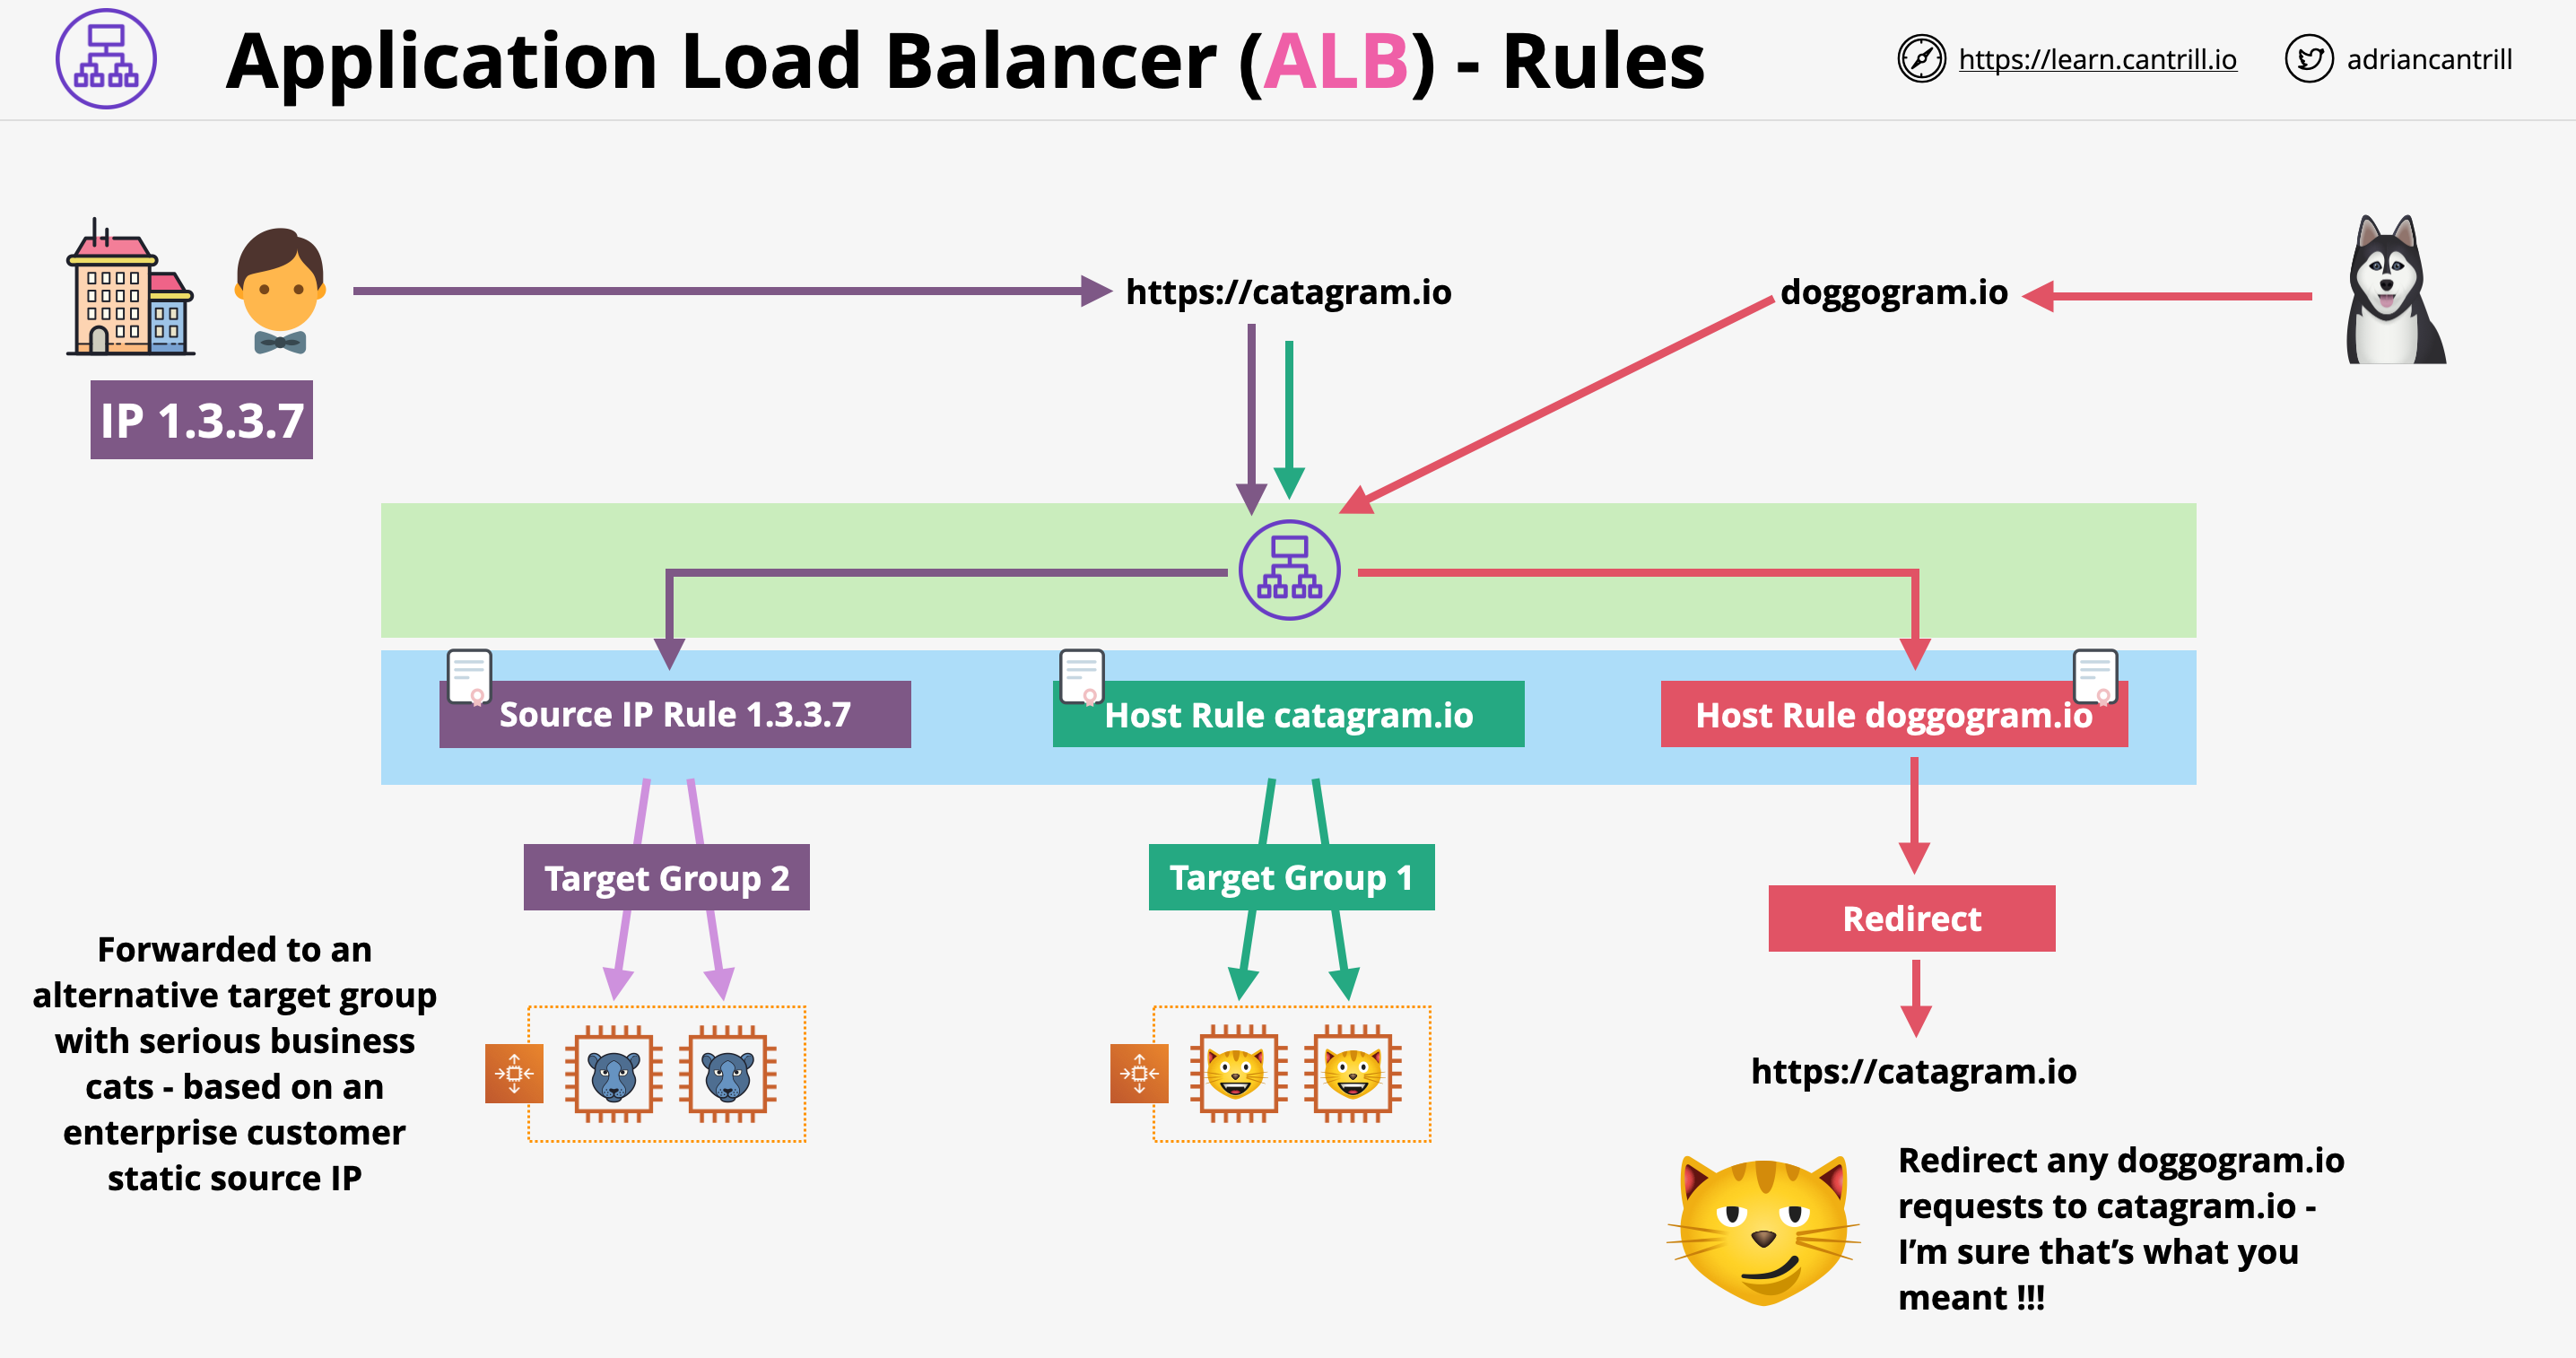 Application Load Balancer (ALB) - Rules
https://learn.cantrill.io
adriancantrill
https://catagram.io
doggogram.io
IP 1.3.3.7
Source IP Rule 1.3.3.7
Host Rule catagram.io
Host Rule doggogram.io
Target Group 2
Target Group 1
Redirect
Forwarded to an
alternative target group
with serious business
cats - based on an
enterprise customer
static source IP
https://catagram.io
Redirect any doggogram.io
requests to catagram.io -
I’m sure that’s what you
meant !!!